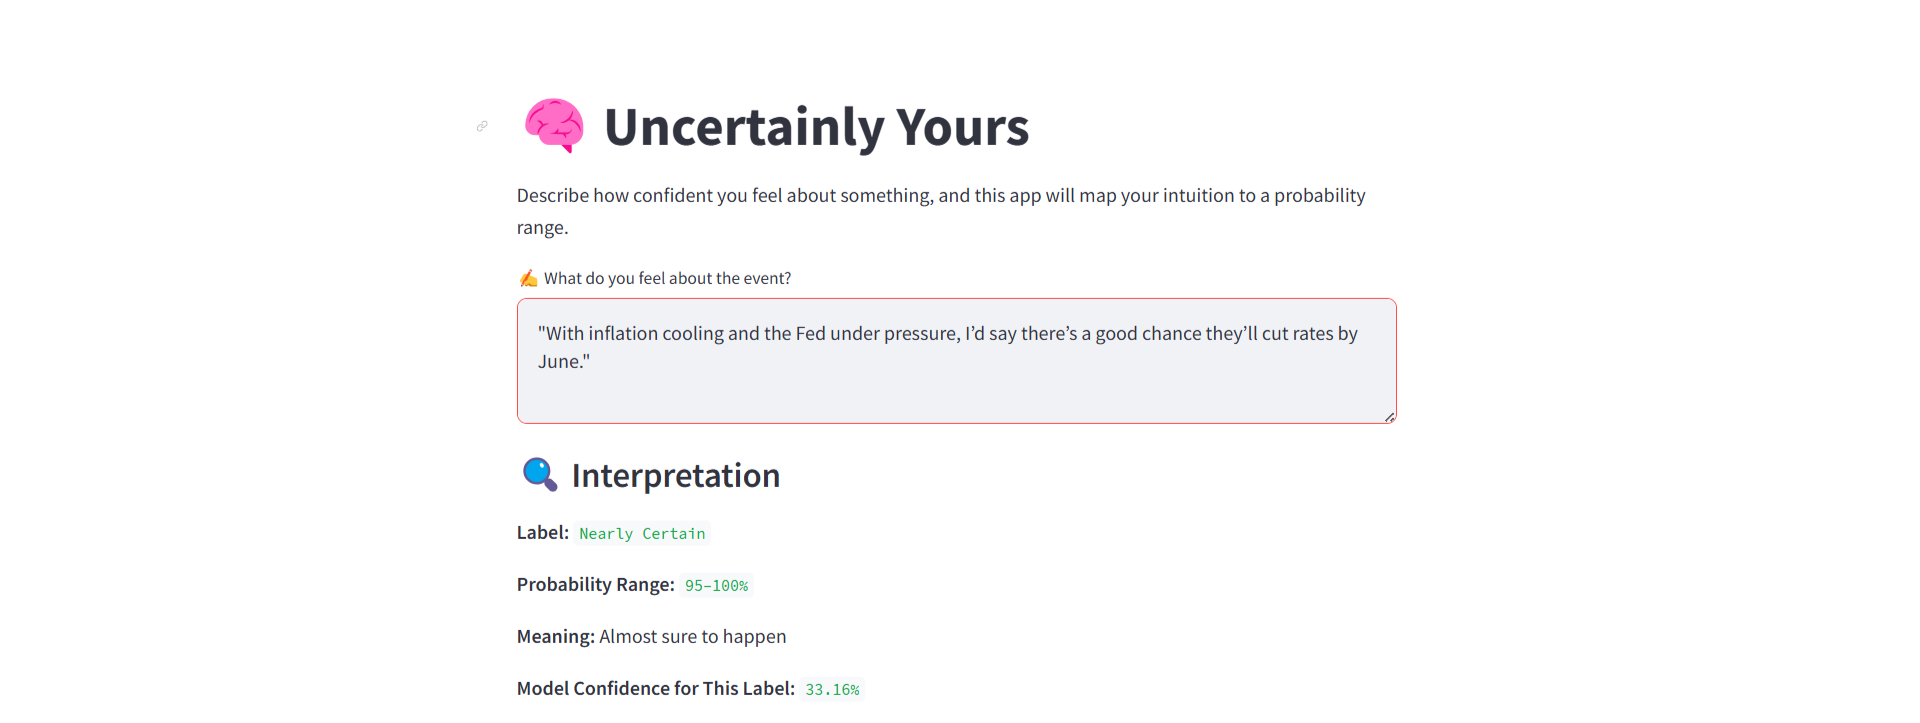 Uncertainly Yours
Describe how confident you feel about something, and this app will map your intuition to a probability
range.
What do you feel about the event?
"With inflation cooling and the Fed under pressure, I’d say there’s a good chance they’ll cut rates by
June."
Interpretation
Label: Nearly Certain
Probability Range: 95–100%
Meaning: Almost sure to happen
Model Confidence for This Label: 33.16%